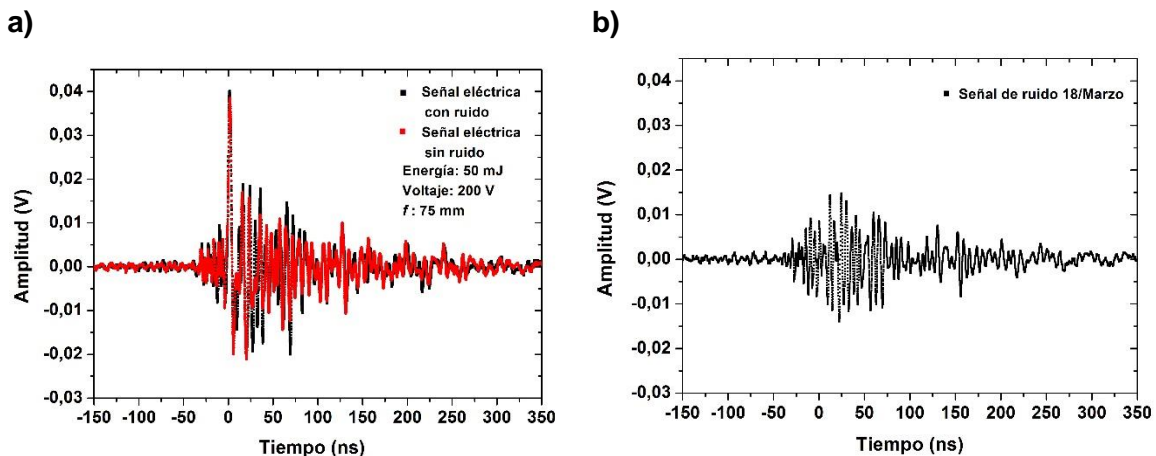 a)
0,04
0,03
0,02
0,01
0,00
-0,01
-0,02
-0,03
Amplitud (V)
Señal eléctrica
con ruido
Señal eléctrica
sin ruido
Energía: 50 mJ
Voltaje: 200 V
f : 75 mm
-150 -100 -50 0 50 100 150 200 250 300 350
Tiempo (ns)
b)
0,04
0,03
0,02
0,01
0,00
-0,01
-0,02
-0,03
Amplitud (V)
Señal de ruido 18/Marzo
-150 -100 -50 0 50 100 150 200 250 300 350
Tiempo (ns)